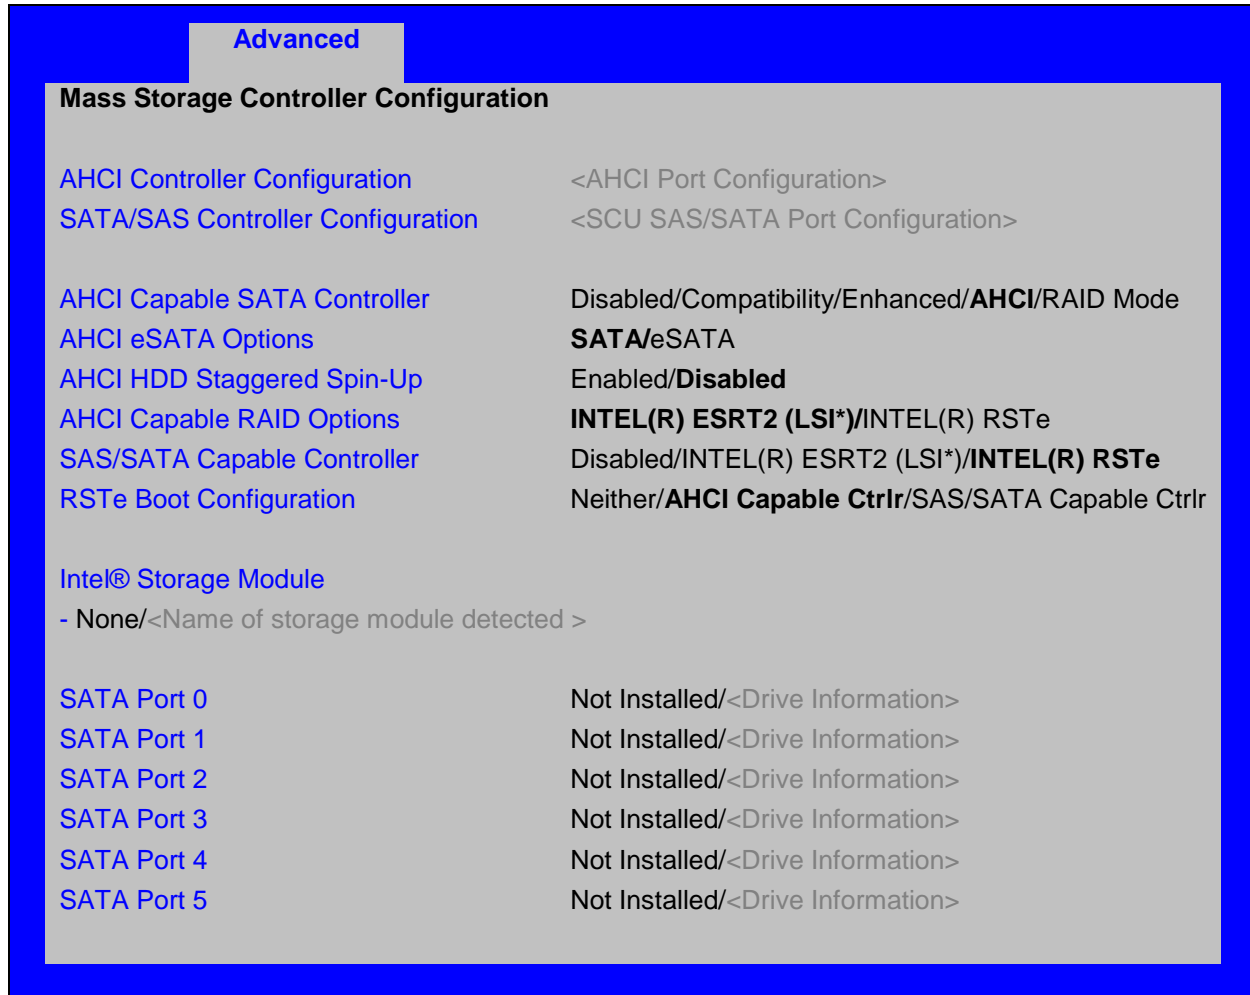 Advanced
Mass Storage Controller Configuration
AHCI Controller Configuration <AHCI Port Configuration>
SATA/SAS Controller Configuration <SCU SAS/SATA Port Configuration>
AHCI Capable SATA Controller Disabled/Compatibility/Enhanced/AHCI/RAID Mode
AHCI eSATA Options SATA/eSATA
AHCI HDD Staggered Spin-Up Enabled/Disabled
AHCI Capable RAID Options INTEL(R) ESRT2 (LSI*)/INTEL(R) RSTe
SAS/SATA Capable Controller Disabled/INTEL(R) ESRT2 (LSI*)/INTEL(R) RSTe
RSTe Boot Configuration Neither/AHCI Capable Ctrlr/SAS/SATA Capable Ctrlr
Intel® Storage Module
- None/<Name of storage module detected >
SATA Port 0 Not Installed/<Drive Information>
SATA Port 1 Not Installed/<Drive Information>
SATA Port 2 Not Installed/<Drive Information>
SATA Port 3 Not Installed/<Drive Information>
SATA Port 4 Not Installed/<Drive Information>
SATA Port 5 Not Installed/<Drive Information>